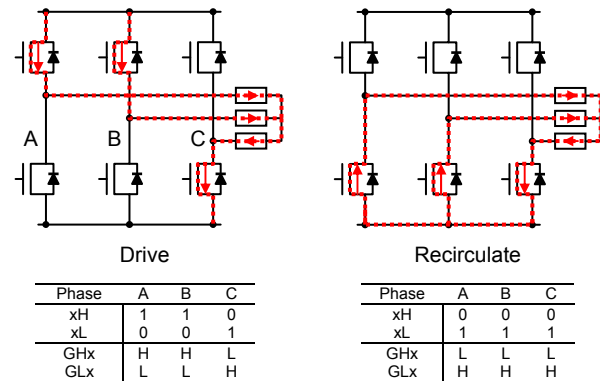 A B C
Drive
Recirculate
Phase A B C
xH 1 1 0
xL 0 0 1
GHx H H L
GLx L L H
Phase A B C
xH 0 0 0
xL 1 1 1
GHx L L L
GLx H H H